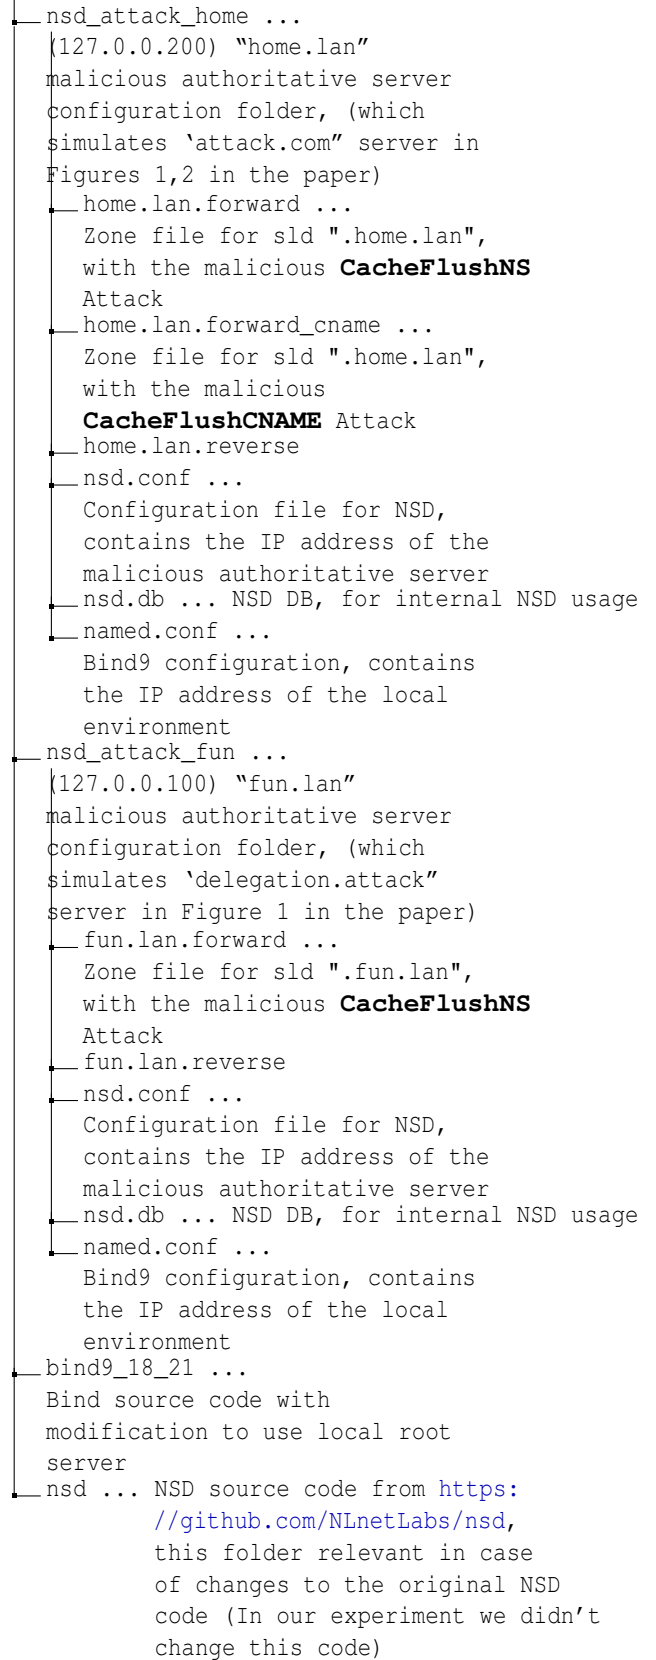 nsd_attack_home ...
(127.0.0.200) “home.lan”
malicious authoritative server
configuration folder, (which
simulates ‘attack.com” server in
Figures 1,2 in the paper)
home.lan.forward ...
Zone file for sld ".home.lan",
with the malicious CacheFlushNS
Attack
home.lan.forward_cname ...
Zone file for sld ".home.lan",
with the malicious
CacheFlushCNAME Attack
home.lan.reverse
nsd.conf ...
Configuration file for NSD,
contains the IP address of the
malicious authoritative server
nsd.db ... NSD DB, for internal NSD usage
named.conf ...
Bind9 configuration, contains
the IP address of the local
environment
nsd_attack_fun ...
(127.0.0.100) “fun.lan”
malicious authoritative server
configuration folder, (which
simulates ‘delegation.attack”
server in Figure 1 in the paper)
fun.lan.forward ...
Zone file for sld ".fun.lan",
with the malicious CacheFlushNS
Attack
fun.lan.reverse
nsd.conf ...
Configuration file for NSD,
contains the IP address of the
malicious authoritative server
nsd.db ... NSD DB, for internal NSD usage
named.conf ...
Bind9 configuration, contains
the IP address of the local
environment
bind9_18_21 ...
Bind source code with
modification to use local root
server
nsd ... NSD source code from https:
//github.com/NLnetLabs/nsd,
this folder relevant in case
of changes to the original NSD
code (In our experiment we didn’t
change this code)